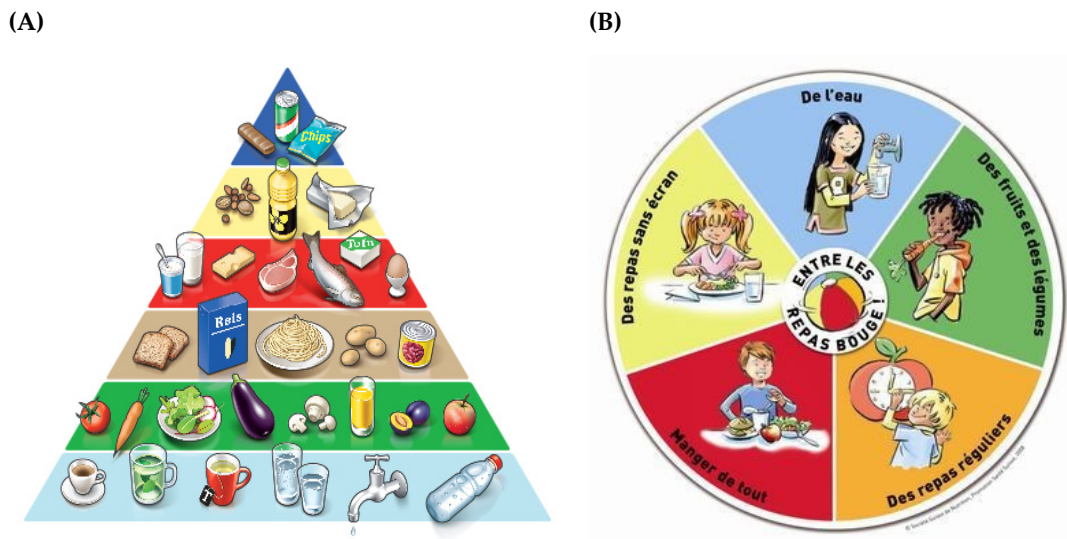 (A)
(B)
Chips
Tofu
Reis
T
De l'eau
Des fruits et des légumes
Des repas réguliers
Manger de tout
Des repas sans écran
ENTRE LES
REPAS BOUGE !